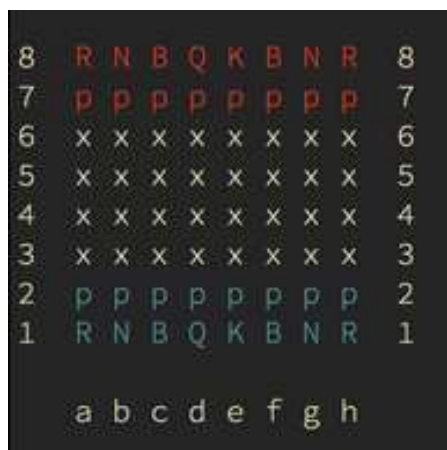 8 R N B Q K B N R 8
7 p p p p p p p p 7
6 x x x x x x x x 6
5 x x x x x x x x 5
4 x x x x x x x x 4
3 x x x x x x x x 3
2 p p p p p p p p 2
1 R N B Q K B N R 1
a b c d e f g h